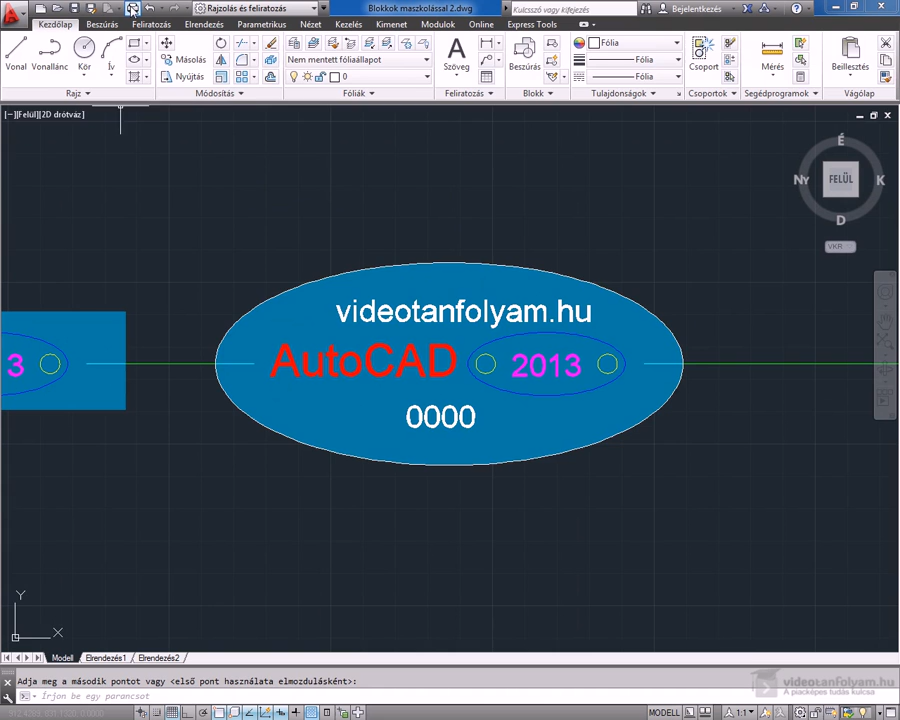 Rajzolás és feliratozás
Blokkok maszkolással 2.dwg
Kulcsszó vagy kifejezés
Bejelentkezés
Kezdőlap
Beszúrás
Feliratozás
Elrendezés
Parametrikus
Nézet
Kezelés
Kimenet
Modulok
Online
Express Tools
Vonal
Vonallánc
Kör
Ív
Másolás
Nyújtás
Nem mentett fóliaállapot
0
Szöveg
Beszúrás
Fólia
Fólia
Fólia
Csoport
Mérés
Beillesztés
Rajz
Módosítás
Fóliák
Feliratozás
Blokk
Tulajdonságok
Csoportok
Segédprogramok
Vágólap
[−][Felül][2D drótváz]
É
Ny
FELÜL
K
D
VKR
videotanfolyam.hu
3
AutoCAD
2013
0000
Y
X
Modell
Elrendezés1
Elrendezés2
Adja meg a második pontot vagy <első pont használata elmozdulásként>:
Írjon be egy parancsot
videotanfolyam.hu
A piacképes tudás kulcsa
MODELL
1:1